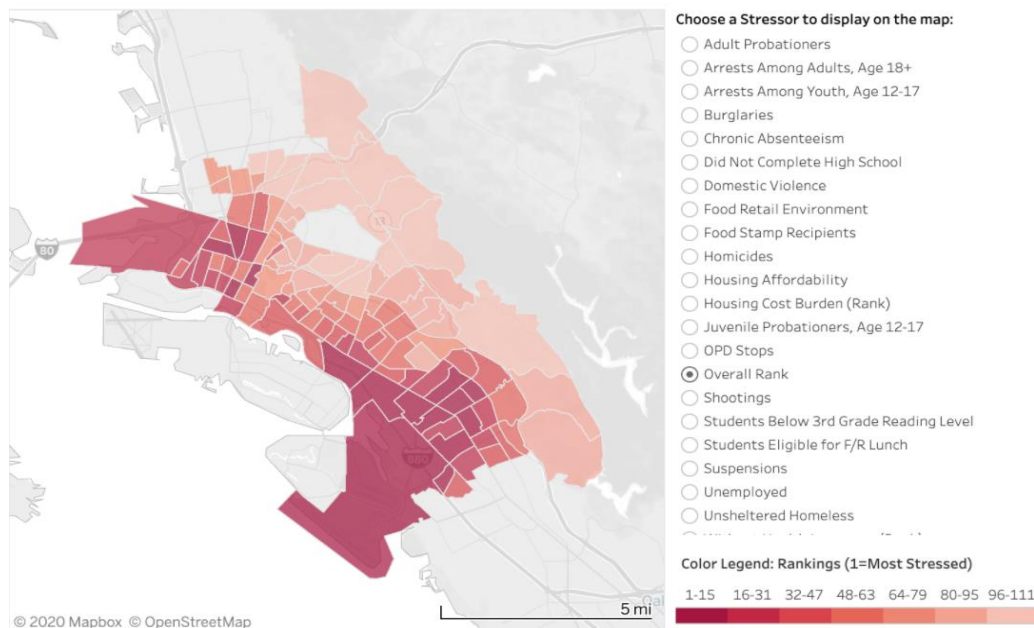 Choose a Stressor to display on the map:
Adult Probationers
Arrests Among Adults, Age 18+
Arrests Among Youth, Age 12-17
Burglaries
Chronic Absenteeism
Did Not Complete High School
Domestic Violence
Food Retail Environment
Food Stamp Recipients
Homicides
Housing Affordability
Housing Cost Burden (Rank)
Juvenile Probationers, Age 12-17
OPD Stops
Overall Rank
Shootings
Students Below 3rd Grade Reading Level
Students Eligible for F/R Lunch
Suspensions
Unemployed
Unsheltered Homeless
13
80
880
5 mi
© 2020 Mapbox © OpenStreetMap
Color Legend: Rankings (1=Most Stressed)
1-15 16-31 32-47 48-63 64-79 80-95 96-111